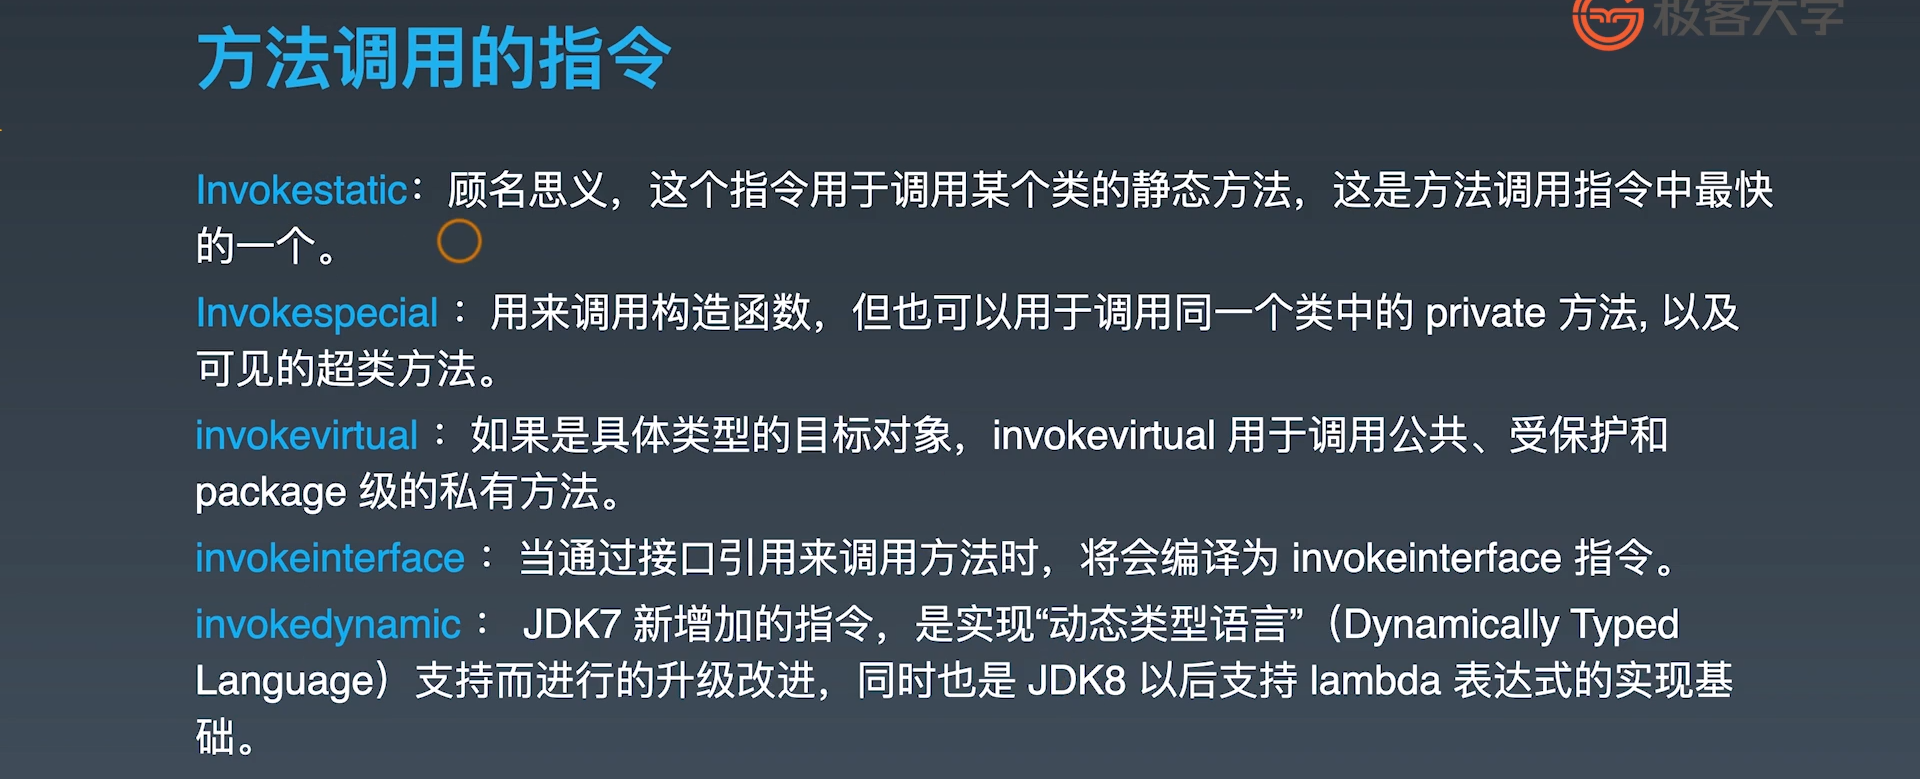 极客大学
方法调用的指令
Invokestatic：顾名思义，这个指令用于调用某个类的静态方法，这是方法调用指令中最快
的一个。
Invokespecial ：用来调用构造函数，但也可以用于调用同一个类中的 private 方法, 以及
可见的超类方法。
invokevirtual ：如果是具体类型的目标对象，invokevirtual 用于调用公共、受保护和
package 级的私有方法。
invokeinterface ：当通过接口引用来调用方法时，将会编译为 invokeinterface 指令。
invokedynamic ： JDK7 新增加的指令，是实现“动态类型语言”（Dynamically Typed
Language）支持而进行的升级改进，同时也是 JDK8 以后支持 lambda 表达式的实现基
础。